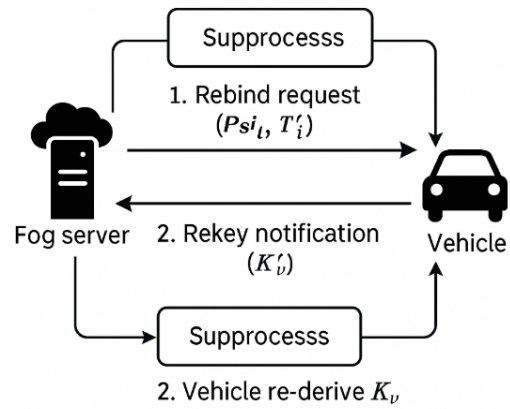 Supprocesss
1. Rebind request
(Psi_l, T'_i)
Fog server
2. Rekey notification
(K'_ν)
Vehicle
Supprocesss
2. Vehicle re-derive K_ν